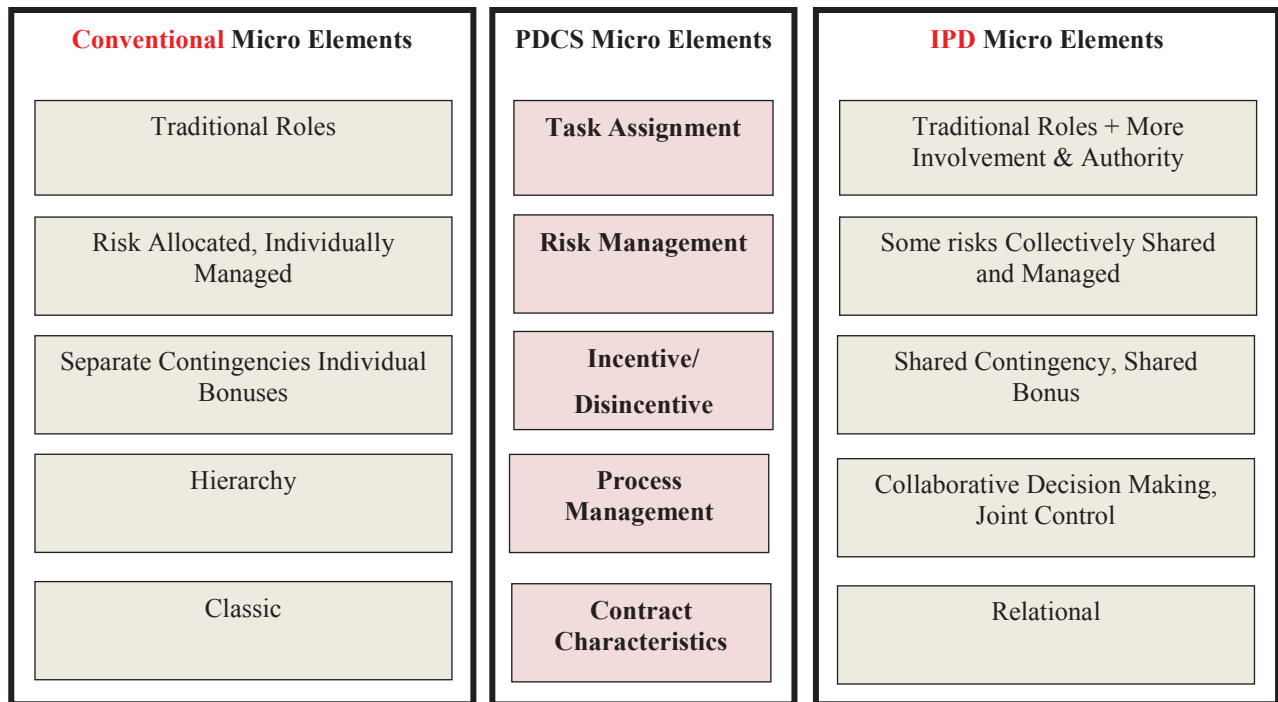 Conventional Micro Elements
Traditional Roles
Risk Allocated, Individually
Managed
Separate Contingencies Individual
Bonuses
Hierarchy
Classic
PDCS Micro Elements
Task Assignment
Risk Management
Incentive/
Disincentive
Process
Management
Contract
Characteristics
IPD Micro Elements
Traditional Roles + More
Involvement & Authority
Some risks Collectively Shared
and Managed
Shared Contingency, Shared
Bonus
Collaborative Decision Making,
Joint Control
Relational